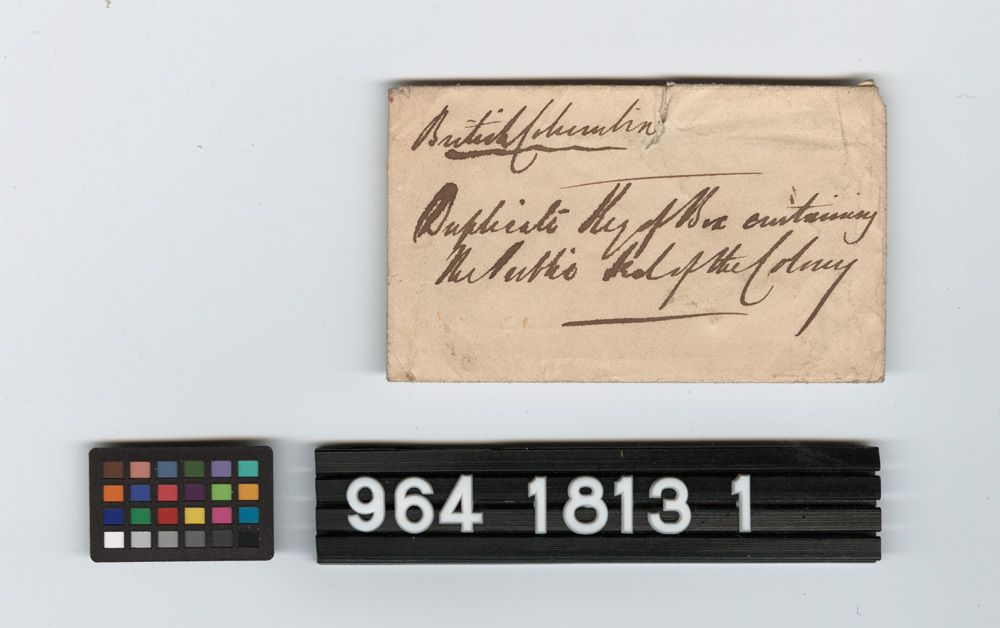 British Columbia
Duplicate Key of Box containing
the Public Seal of the Colony
964 1813 1